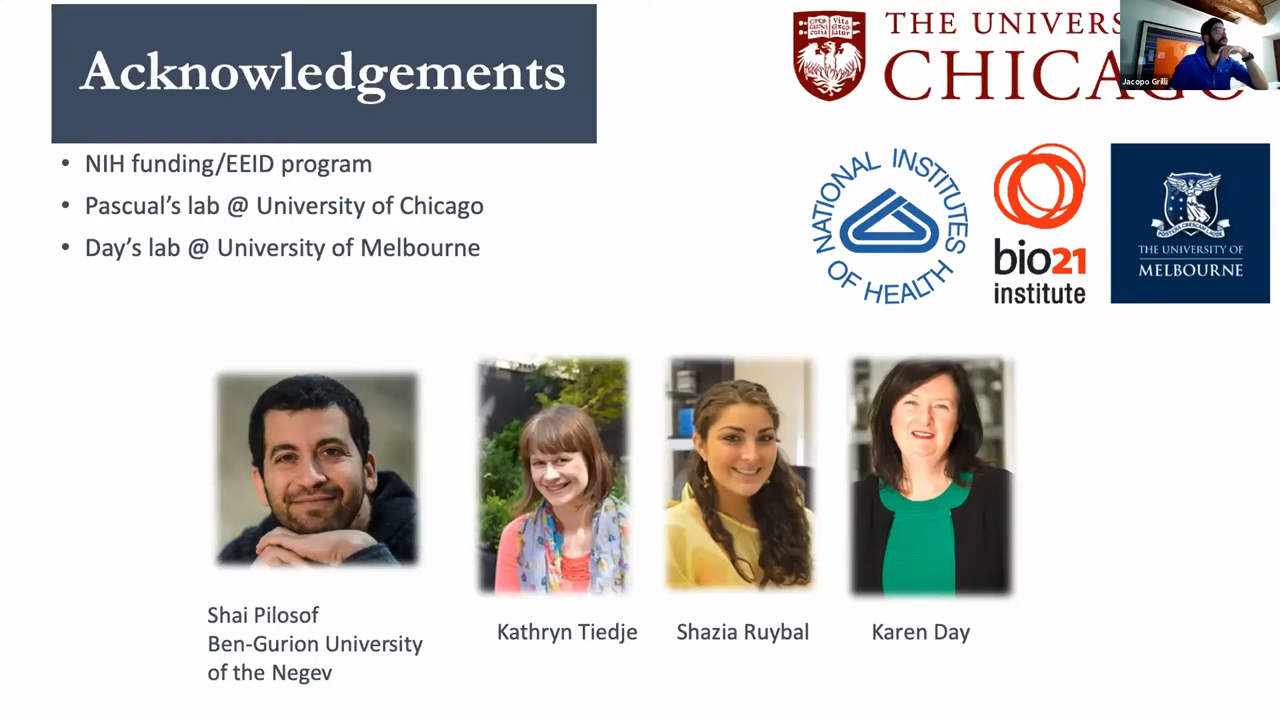 Acknowledgements
• NIH funding/EEID program
• Pascual's lab @ University of Chicago
• Day's lab @ University of Melbourne
THE UNIVERS
CHICAGO
Jacopo Grilli
NATIONAL INSTITUTES OF HEALTH
bio21
institute
THE UNIVERSITY OF
MELBOURNE
Shai Pilosof
Ben-Gurion University
of the Negev
Kathryn Tiedje
Shazia Ruybal
Karen Day